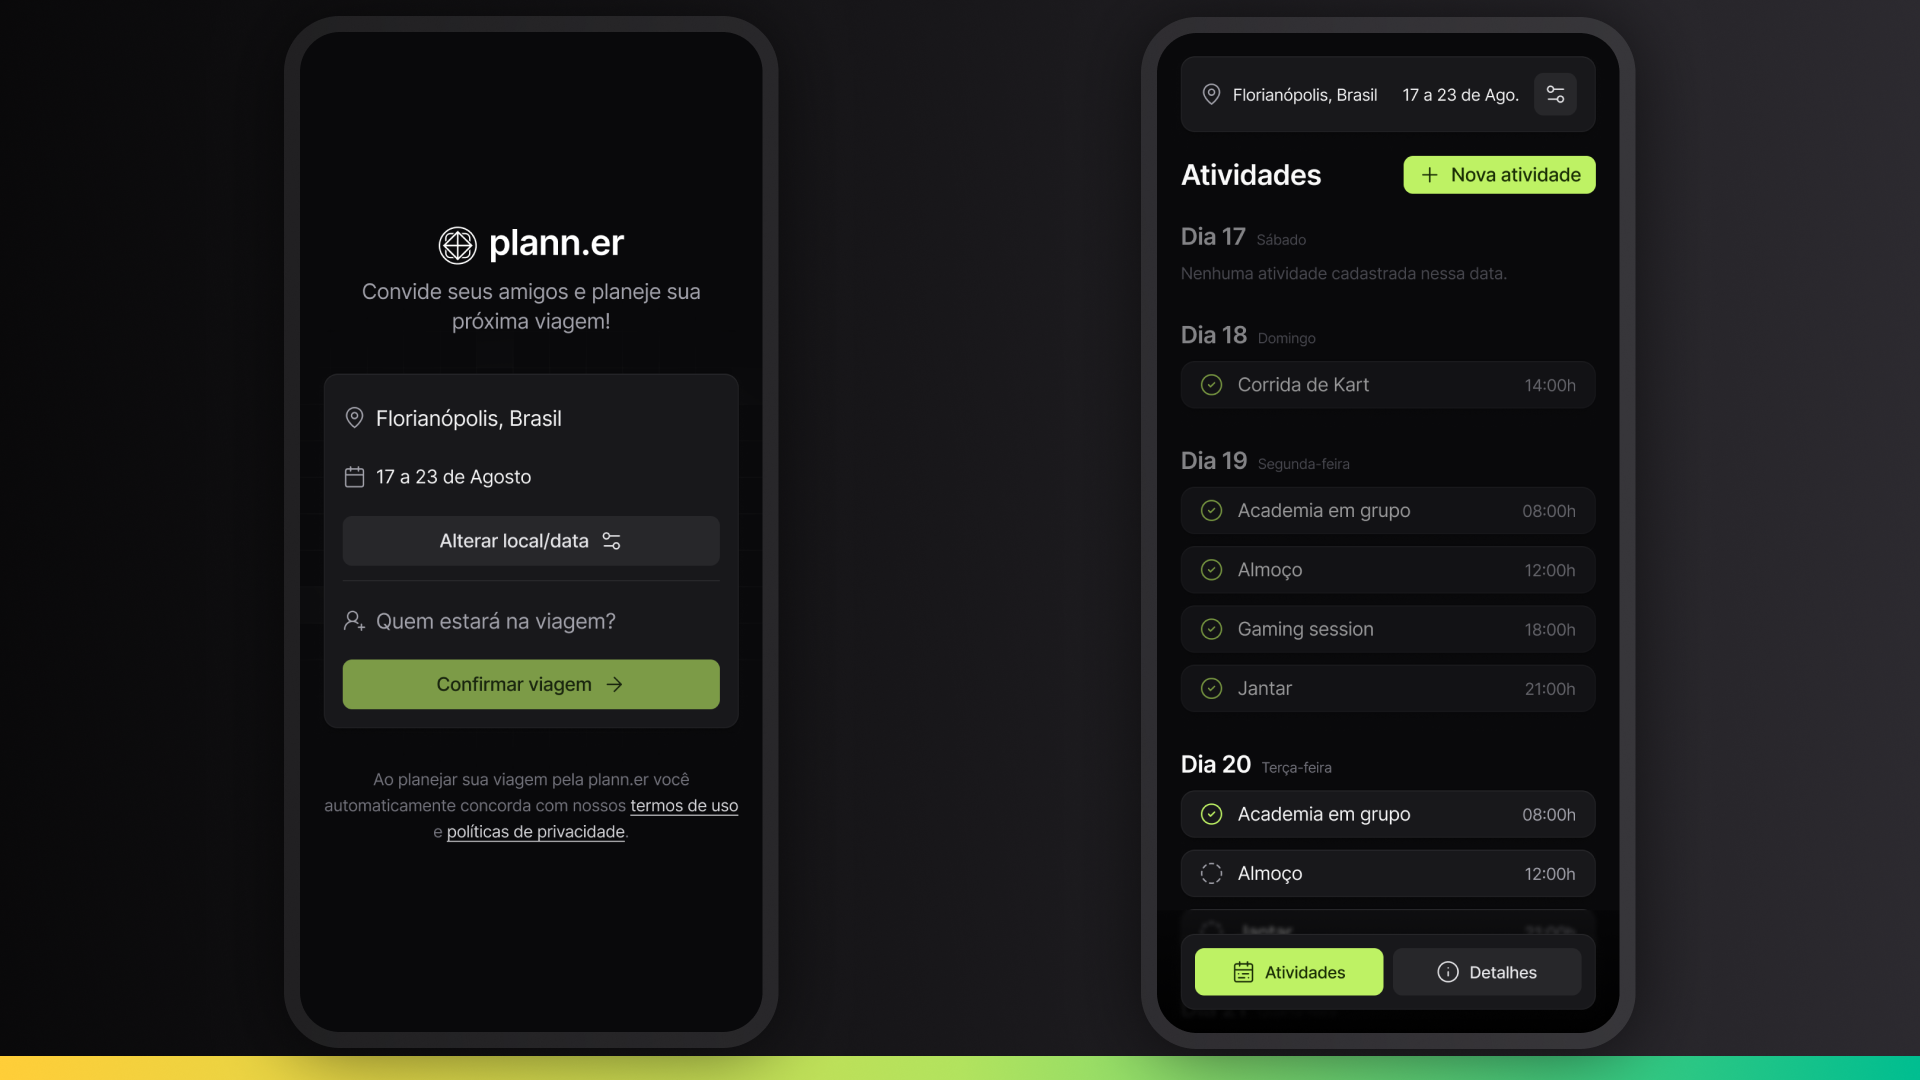 plann.er
Convide seus amigos e planeje sua
próxima viagem!
Florianópolis, Brasil
17 a 23 de Agosto
Alterar local/data
Quem estará na viagem?
Confirmar viagem
Ao planejar sua viagem pela plann.er você
automaticamente concorda com nossos termos de uso
e políticas de privacidade.
Florianópolis, Brasil 17 a 23 de Ago.
Atividades
Nova atividade
Dia 17 Sábado
Nenhuma atividade cadastrada nessa data.
Dia 18 Domingo
Corrida de Kart 14:00h
Dia 19 Segunda-feira
Academia em grupo 08:00h
Almoço 12:00h
Gaming session 18:00h
Jantar 21:00h
Dia 20 Terça-feira
Academia em grupo 08:00h
Almoço 12:00h
Jantar 21:00h
Atividades
Detalhes